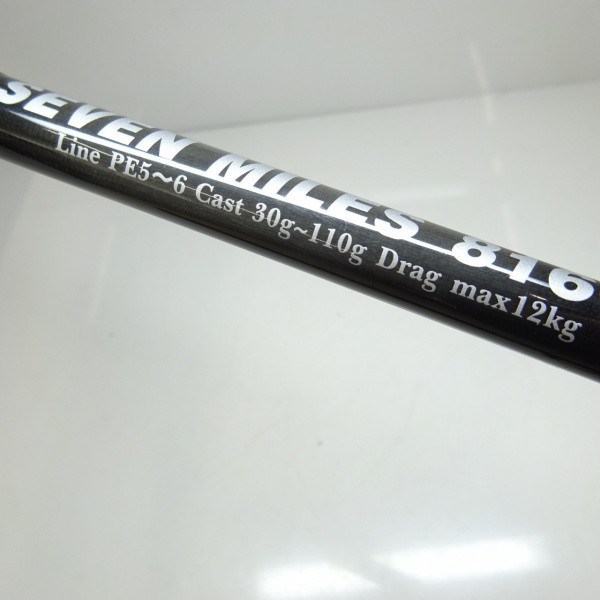 SEVEN MILES 816
Line PE5～6 Cast 30g~110g Drag max12kg